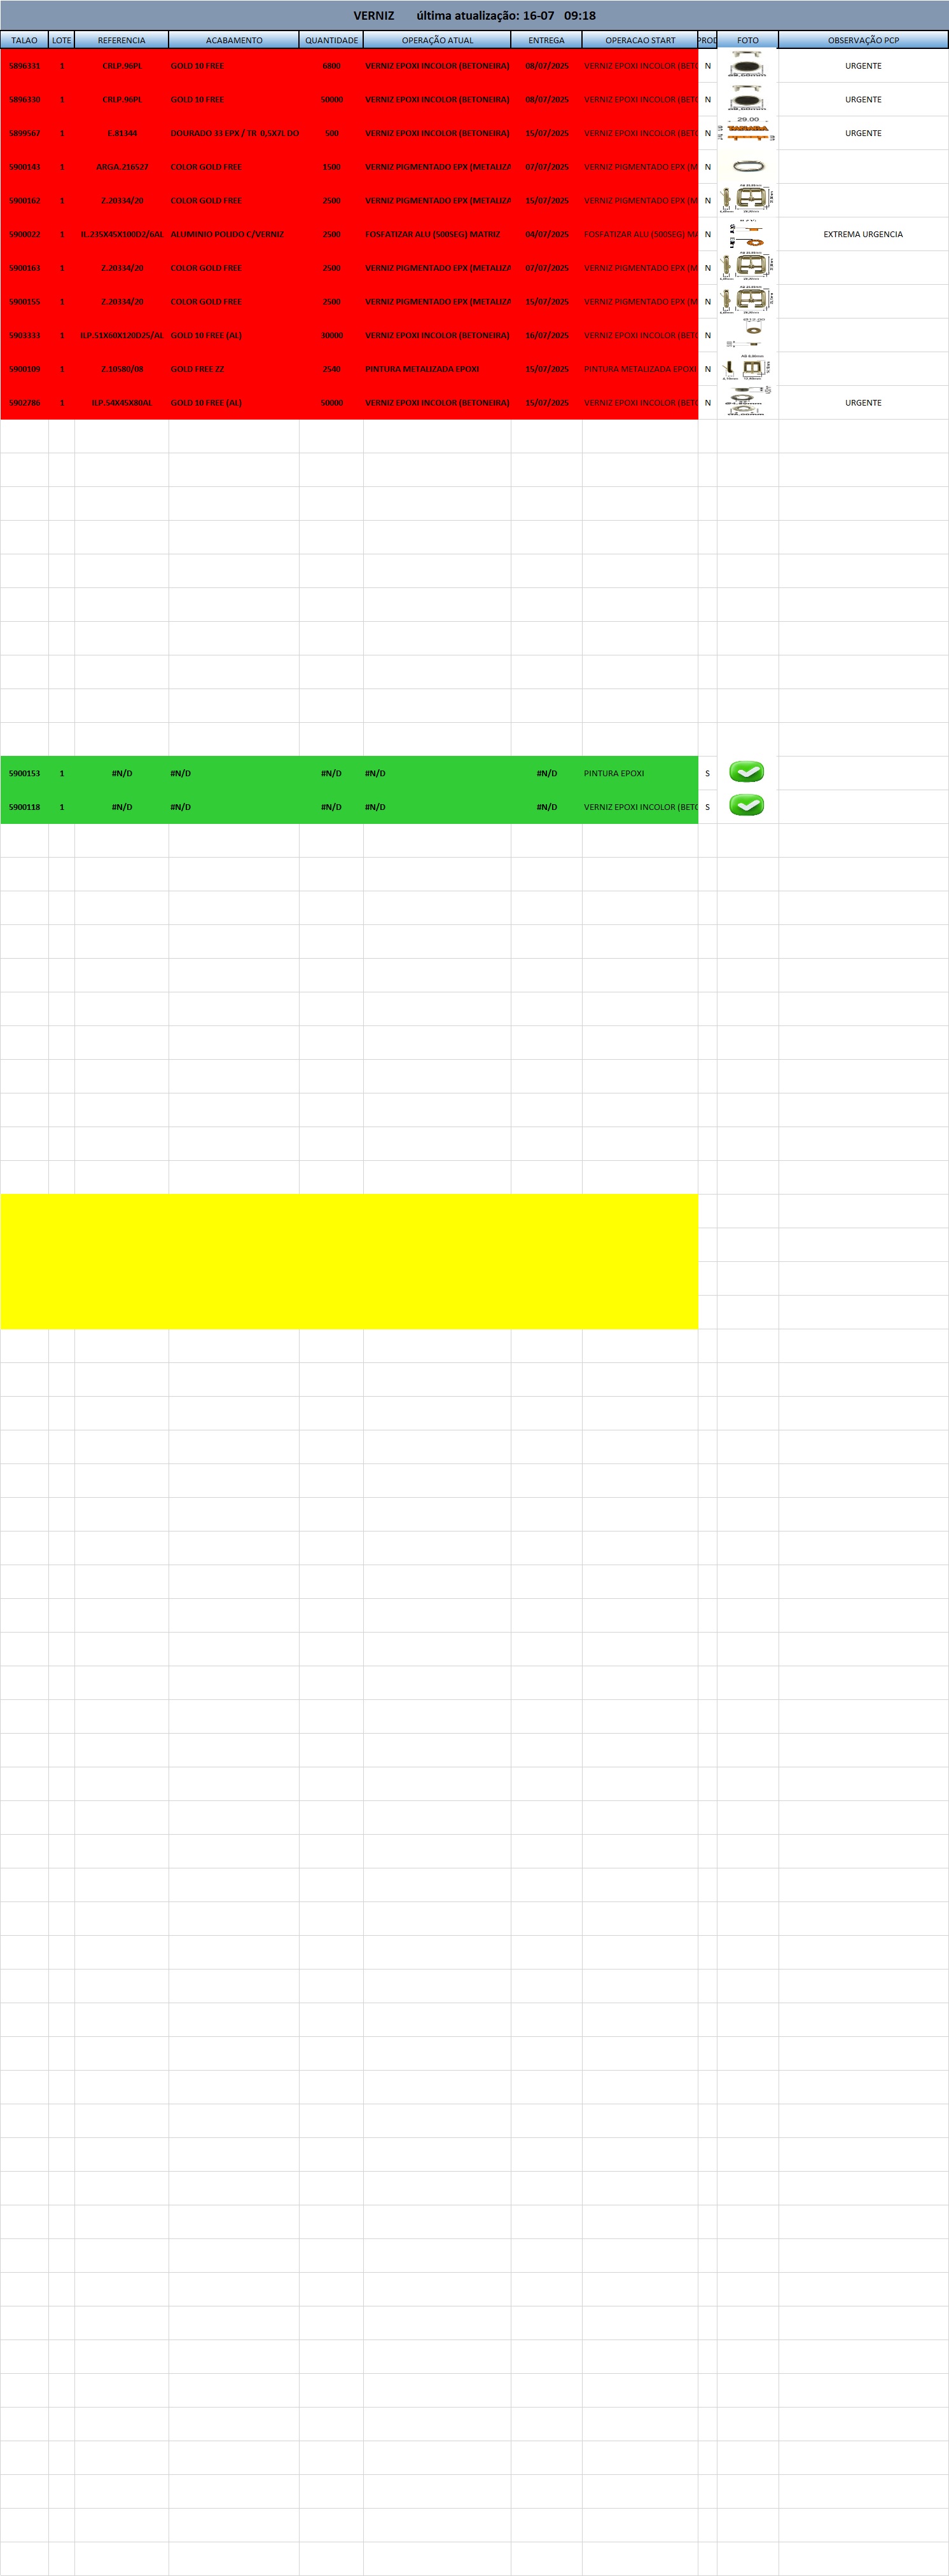 VERNIZ última atualização: 16-07 09:18
TALAO LOTE REFERENCIA ACABAMENTO QUANTIDADE OPERAÇÃO ATUAL ENTREGA OPERACAO START PROD FOTO OBSERVAÇÃO PCP
5896331 1 CRLP.96PL GOLD 10 FREE 6800 VERNIZ EPOXI INCOLOR (BETONEIRA) 08/07/2025 VERNIZ EPOXI INCOLOR (BETO N URGENTE
5896330 1 CRLP.96PL GOLD 10 FREE 50000 VERNIZ EPOXI INCOLOR (BETONEIRA) 08/07/2025 VERNIZ EPOXI INCOLOR (BETO N URGENTE
5899567 1 E.81344 DOURADO 33 EPX / TR 0,5X7L DO 500 VERNIZ EPOXI INCOLOR (BETONEIRA) 15/07/2025 VERNIZ EPOXI INCOLOR (BETO N 29.00 URGENTE
5900143 1 ARGA.216527 COLOR GOLD FREE 1500 VERNIZ PIGMENTADO EPX (METALIZA 07/07/2025 VERNIZ PIGMENTADO EPX (M N
5900162 1 Z.20334/20 COLOR GOLD FREE 2500 VERNIZ PIGMENTADO EPX (METALIZA 15/07/2025 VERNIZ PIGMENTADO EPX (M N
5900022 1 IL.235X45X100D2/6AL ALUMINIO POLIDO C/VERNIZ 2500 FOSFATIZAR ALU (500SEG) MATRIZ 04/07/2025 FOSFATIZAR ALU (500SEG) MA N EXTREMA URGENCIA
5900163 1 Z.20334/20 COLOR GOLD FREE 2500 VERNIZ PIGMENTADO EPX (METALIZA 07/07/2025 VERNIZ PIGMENTADO EPX (M N
5900155 1 Z.20334/20 COLOR GOLD FREE 2500 VERNIZ PIGMENTADO EPX (METALIZA 15/07/2025 VERNIZ PIGMENTADO EPX (M N
5903333 1 ILP.51X60X120D25/AL GOLD 10 FREE (AL) 30000 VERNIZ EPOXI INCOLOR (BETONEIRA) 16/07/2025 VERNIZ EPOXI INCOLOR (BETO N
5900109 1 Z.10580/08 GOLD FREE ZZ 2540 PINTURA METALIZADA EPOXI 15/07/2025 PINTURA METALIZADA EPOXI N
5902786 1 ILP.54X45X80AL GOLD 10 FREE (AL) 50000 VERNIZ EPOXI INCOLOR (BETONEIRA) 15/07/2025 VERNIZ EPOXI INCOLOR (BETO N URGENTE
5900153 1 #N/D #N/D #N/D #N/D #N/D PINTURA EPOXI S
5900118 1 #N/D #N/D #N/D #N/D #N/D VERNIZ EPOXI INCOLOR (BETO S